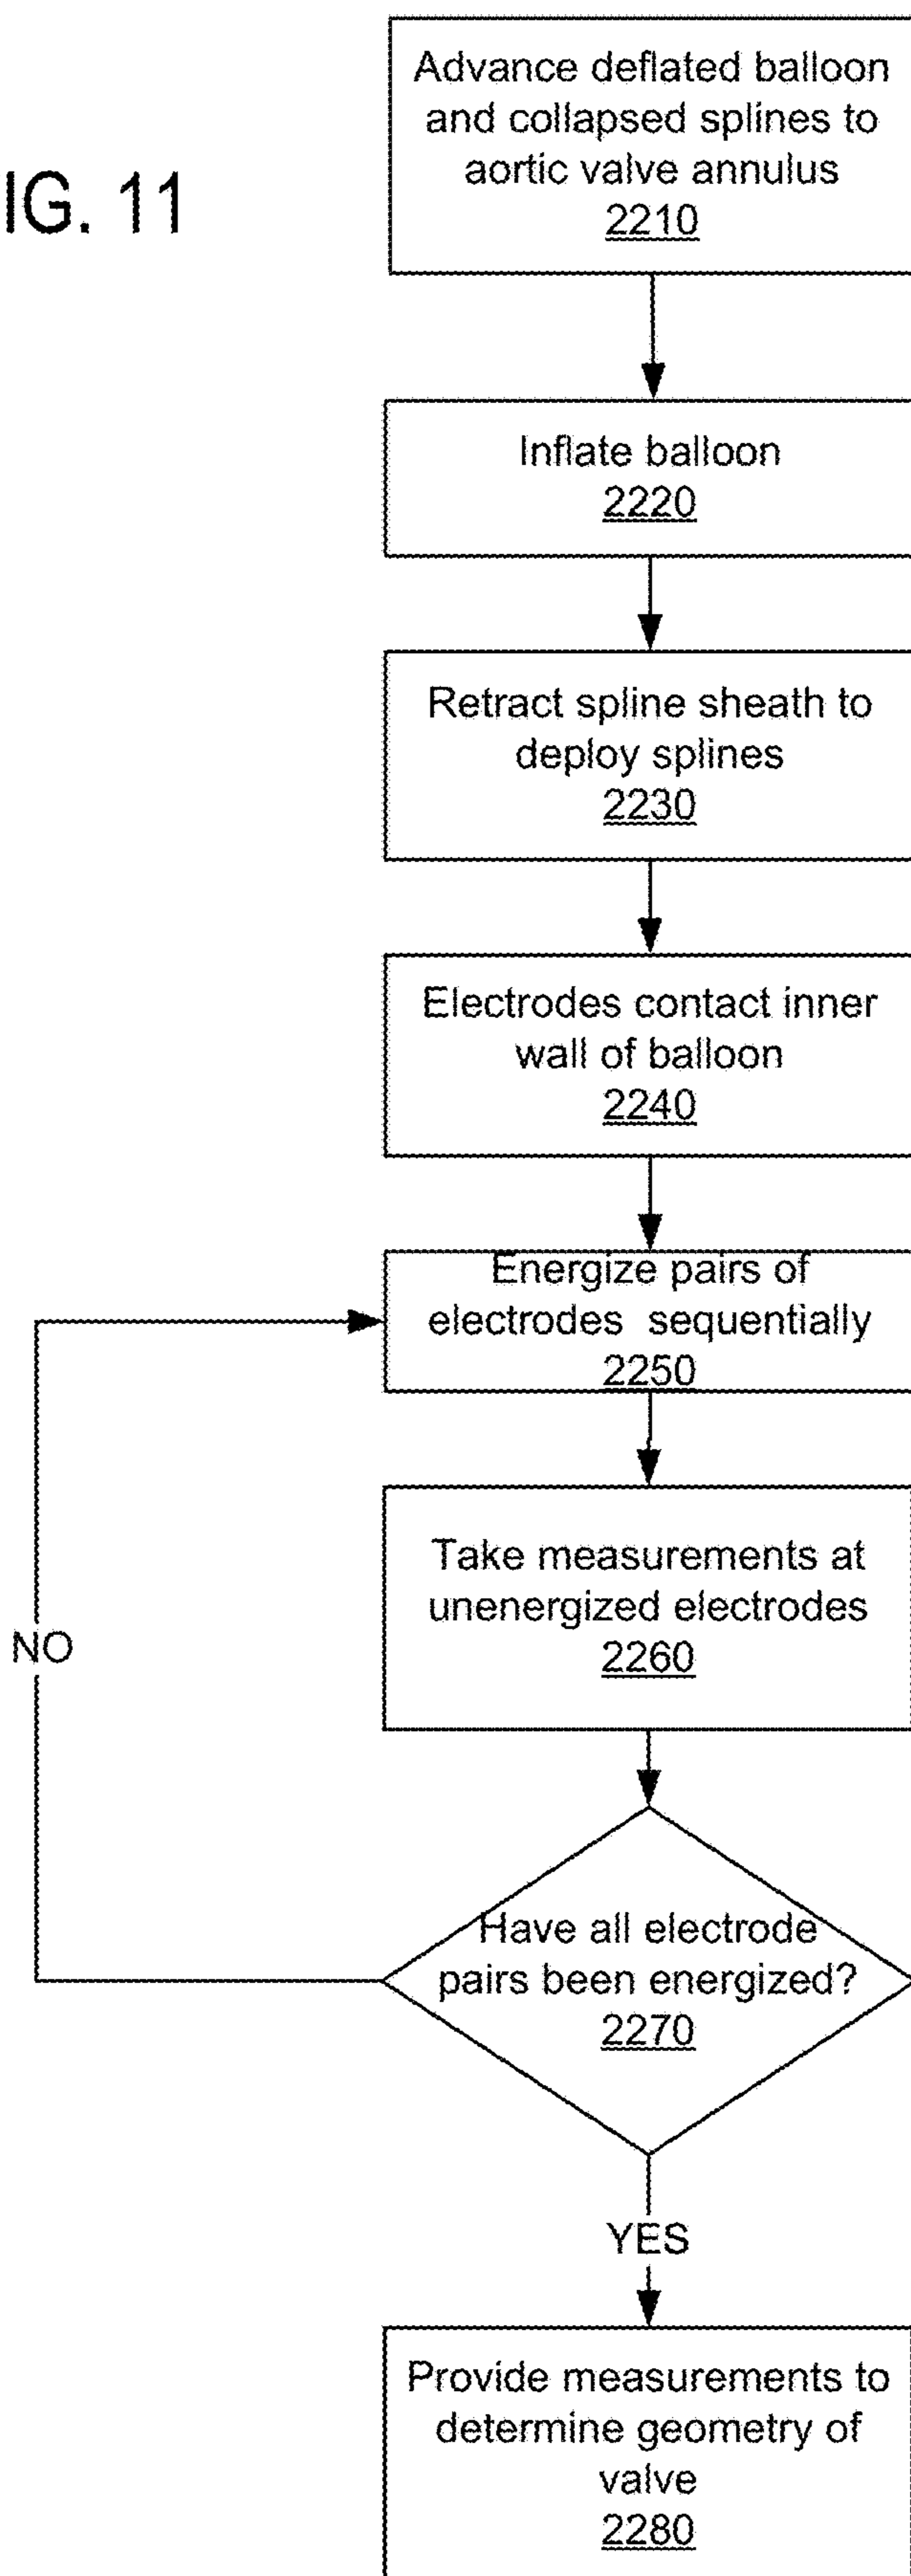 IG. 11
Advance deflated balloon
and collapsed splines to
aortic valve annulus
2210
Inflate balloon
2220
Retract spline sheath to
deploy splines
2230
Electrodes contact inner
wall of balloon
2240
Energize pairs of
electrodes sequentially
2250
Take measurements at
unenergized electrodes
2260
NO
Have all electrode
pairs been energized?
2270
YES
Provide measurements to
determine geometry of
valve
2280